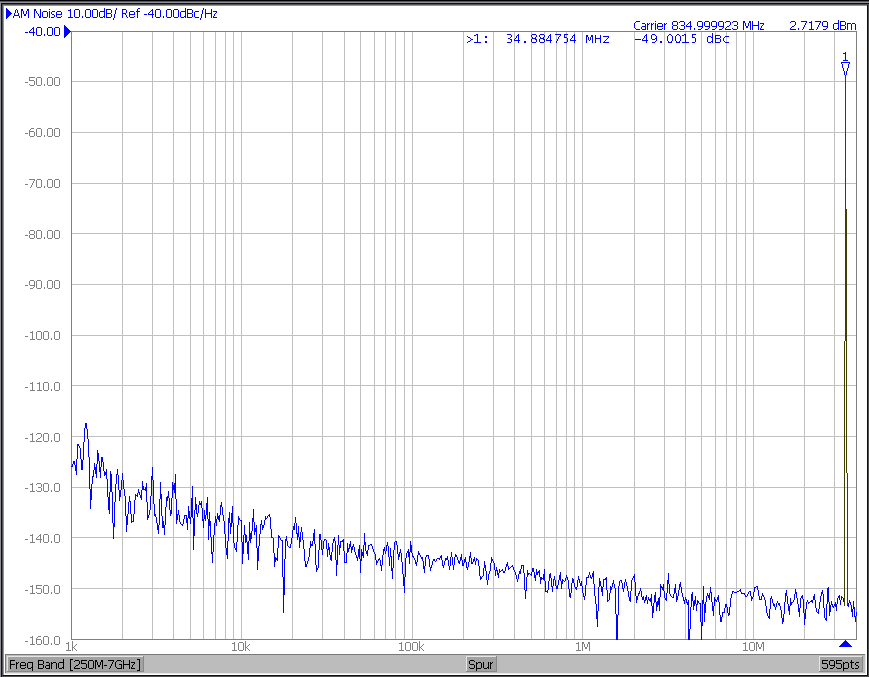 AM Noise 10.00dB/ Ref -40.00dBc/Hz
Carrier 834.999923 MHz 2.7179 dBm
>1: 34.884754 MHz -49.0015 dBc
1
-40.00
-50.00
-60.00
-70.00
-80.00
-90.00
-100.0
-110.0
-120.0
-130.0
-140.0
-150.0
-160.0
1k 10k 100k 1M 10M
Freq Band [250M-7GHz] Spur 595pts